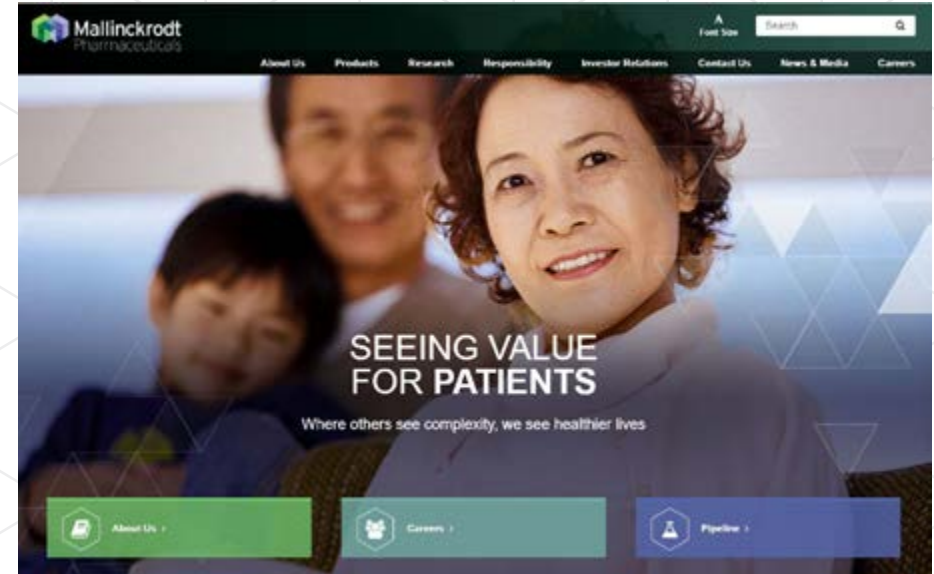 Mallinckrodt
Pharmaceuticals
A
Font Size
Search
About Us Products Research Responsibility Investor Relations Contact Us News & Media Careers
SEEING VALUE
FOR PATIENTS
Where others see complexity, we see healthier lives
About Us ›
Careers ›
Pipeline ›